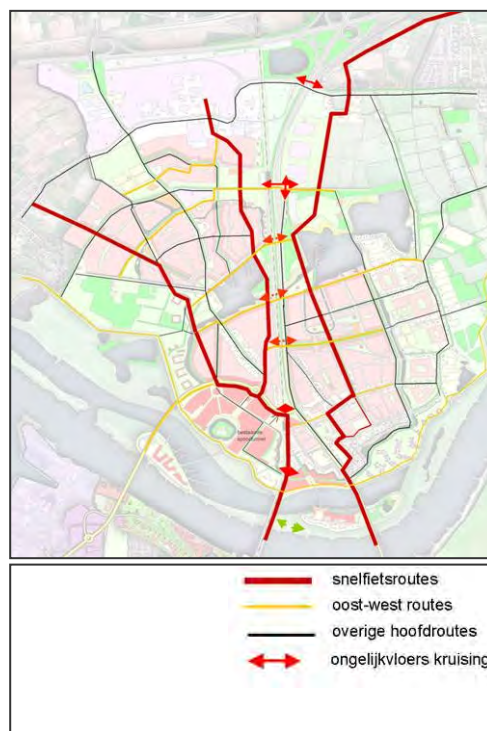 snelfietsroutes
oost-west routes
overige hoofdroutes
ongelijkvloers kruising